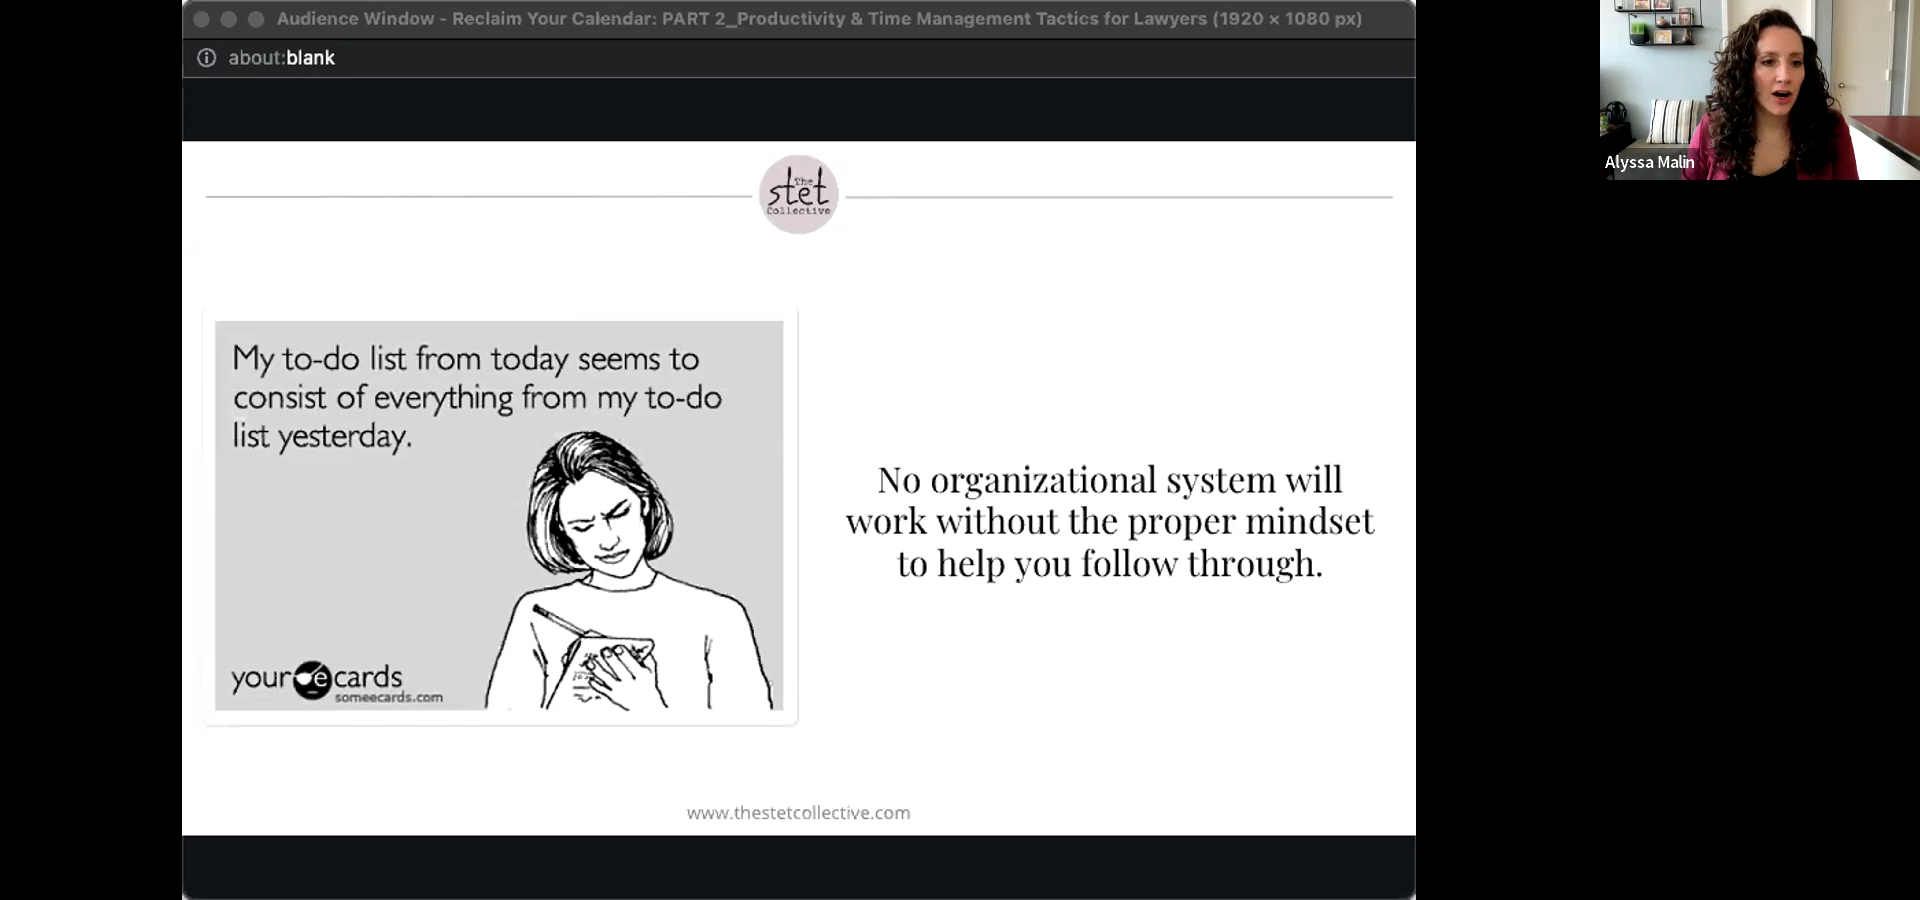 Audience Window - Reclaim Your Calendar: PART 2_Productivity & Time Management Tactics for Lawyers (1920 × 1080 px)
about:blank
The
stet
Collective
My to-do list from today seems to
consist of everything from my to-do
list yesterday.
your e cards
someecards.com
No organizational system will
work without the proper mindset
to help you follow through.
www.thestetcollective.com
Alyssa Malin